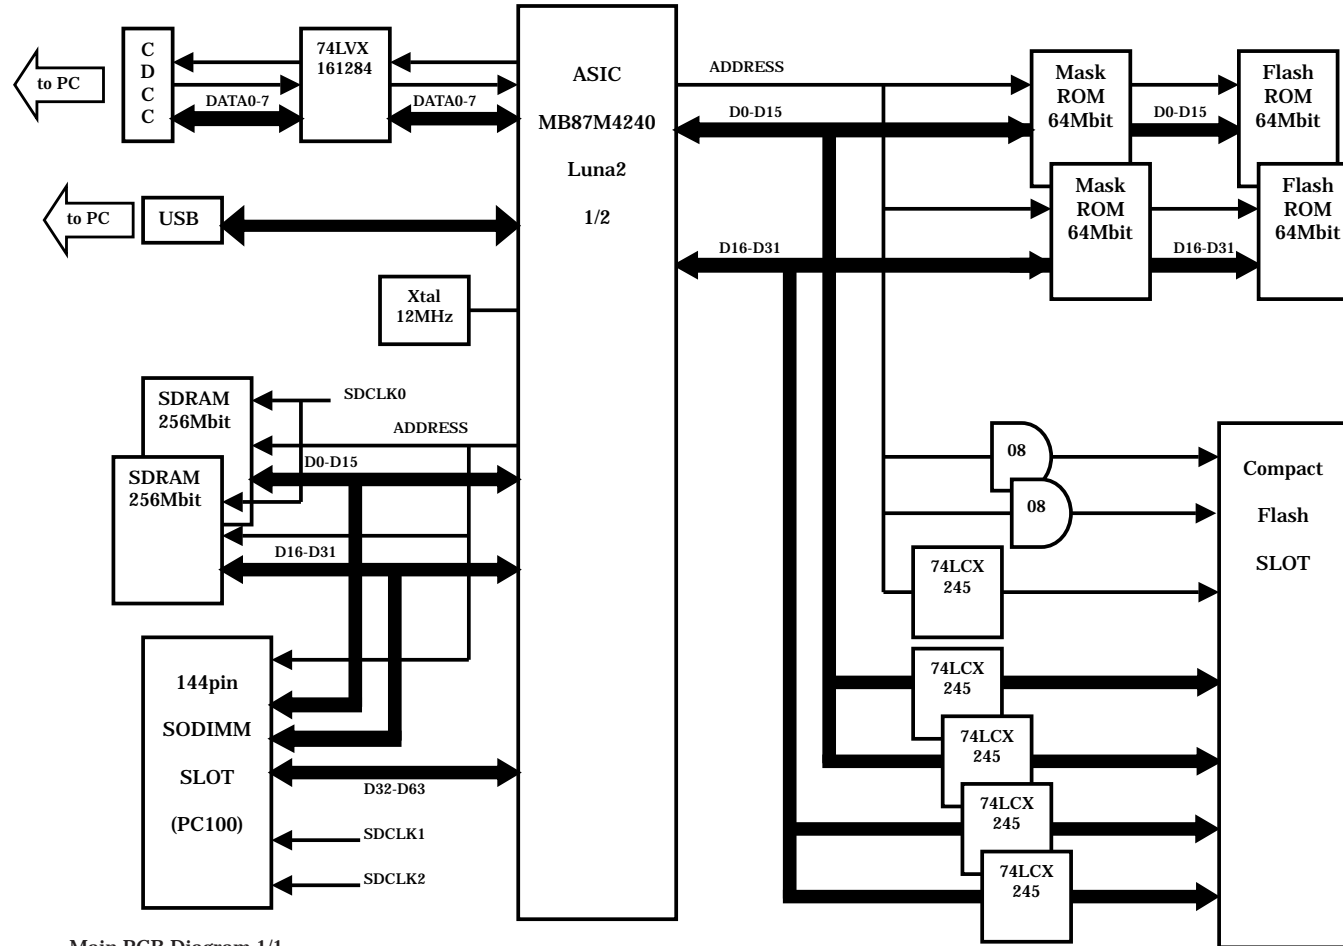 C
D
C
C
to PC
74LVX
161284
DATA0-7
DATA0-7
ASIC
MB87M4240
Luna2
1/2
ADDRESS
D0-D15
Mask
ROM
64Mbit
D0-D15
Flash
ROM
64Mbit
Mask
ROM
64Mbit
Flash
ROM
64Mbit
D16-D31
D16-D31
to PC
USB
Xtal
12MHz
SDRAM
256Mbit
SDCLK0
ADDRESS
D0-D15
SDRAM
256Mbit
D16-D31
144pin
SODIMM
SLOT
(PC100)
D32-D63
SDCLK1
SDCLK2
08
08
74LCX
245
74LCX
245
74LCX
245
74LCX
245
74LCX
245
Compact
Flash
SLOT
Main PCB Diagram 1/1